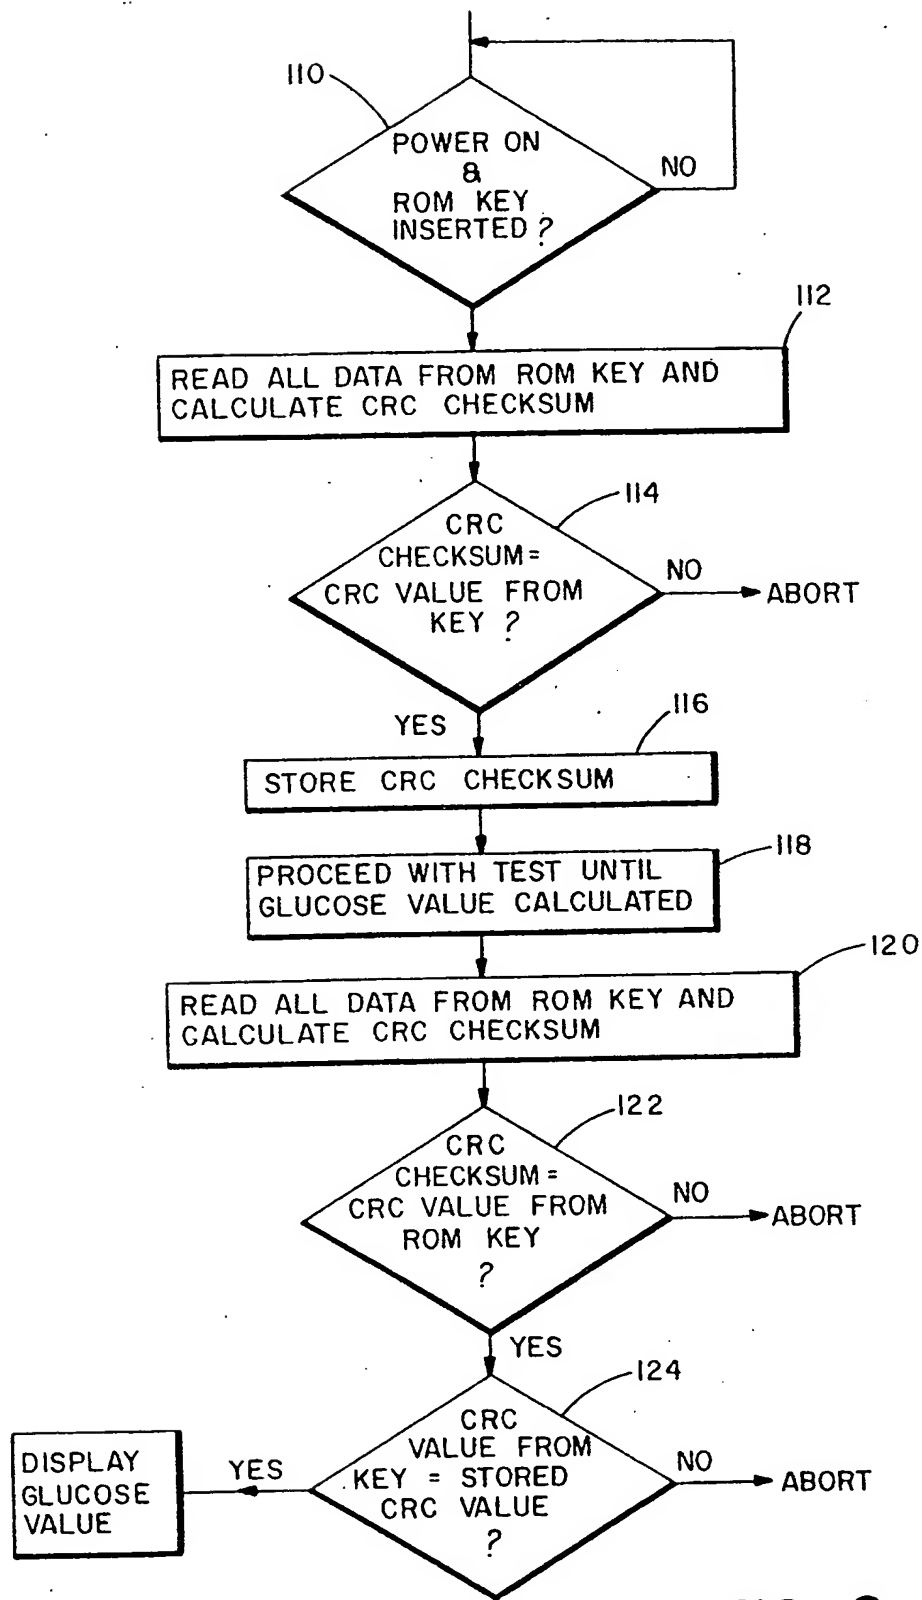 110
POWER ON
&
ROM KEY
INSERTED ?
NO
112
READ ALL DATA FROM ROM KEY AND
CALCULATE CRC CHECKSUM
114
CRC
CHECKSUM =
CRC VALUE FROM
KEY ?
NO
ABORT
YES
116
STORE CRC CHECKSUM
118
PROCEED WITH TEST UNTIL
GLUCOSE VALUE CALCULATED
120
READ ALL DATA FROM ROM KEY AND
CALCULATE CRC CHECKSUM
122
CRC
CHECKSUM =
CRC VALUE FROM
ROM KEY
?
NO
ABORT
YES
124
CRC
VALUE FROM
KEY = STORED
CRC VALUE
?
NO
ABORT
YES
DISPLAY
GLUCOSE
VALUE